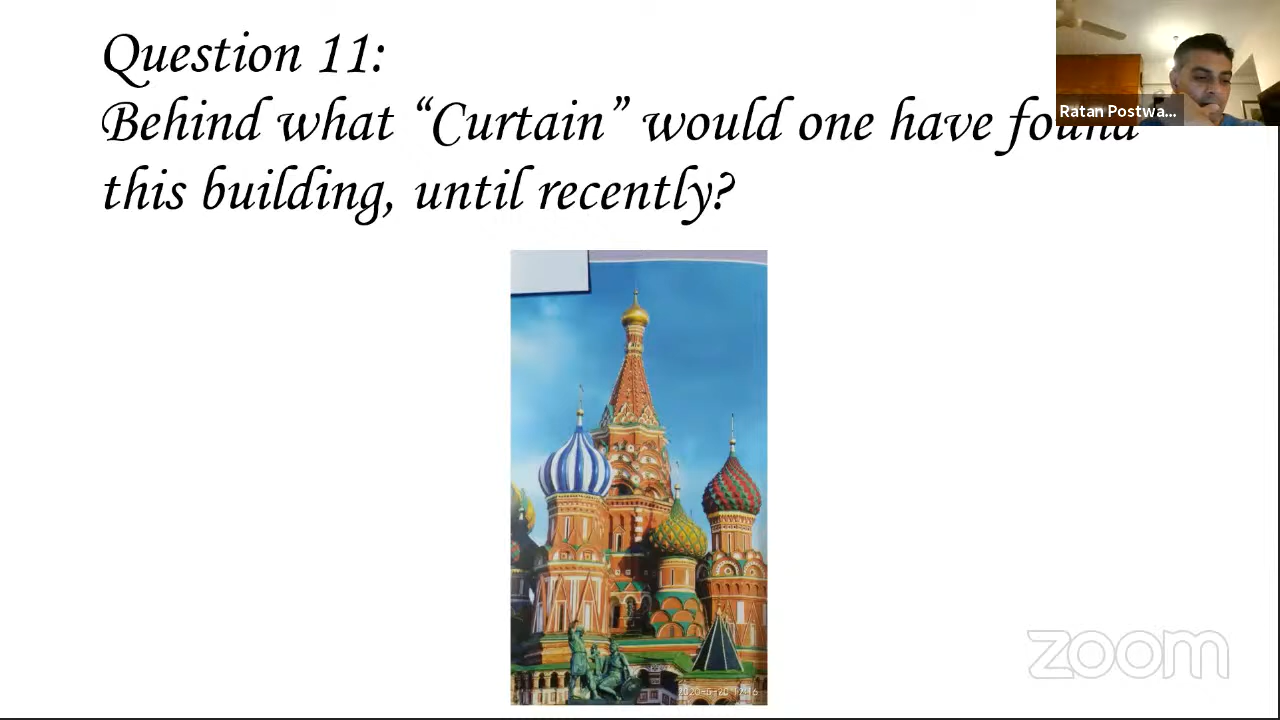 Question 11:
Behind what “Curtain” would one have found
this building, until recently?
Ratan Postwa...
zoom